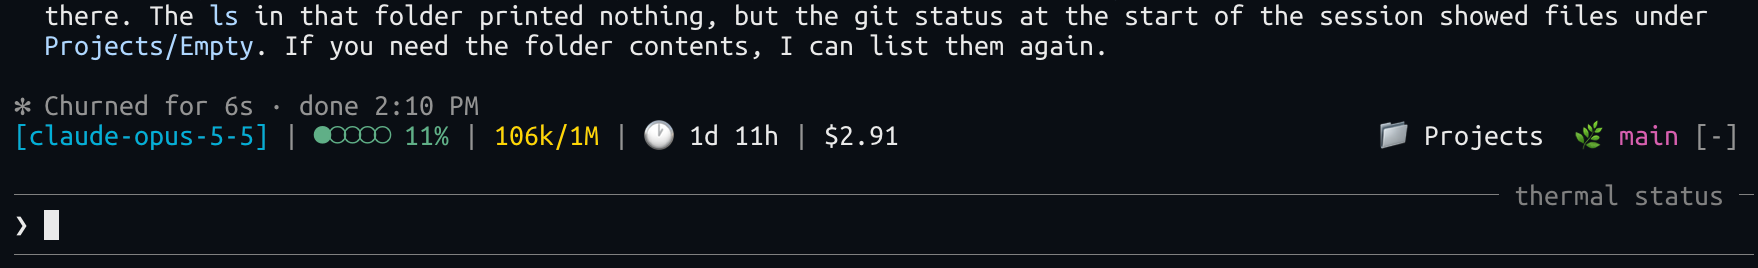 there. The ls in that folder printed nothing, but the git status at the start of the session showed files under
Projects/Empty. If you need the folder contents, I can list them again.
✻ Churned for 6s · done 2:10 PM
[claude-opus-5-5] | ●○○○○○ 11% | 106k/1M | 🕐 1d 11h | $2.91 📁 Projects 🌿 main [-]
thermal status
❯